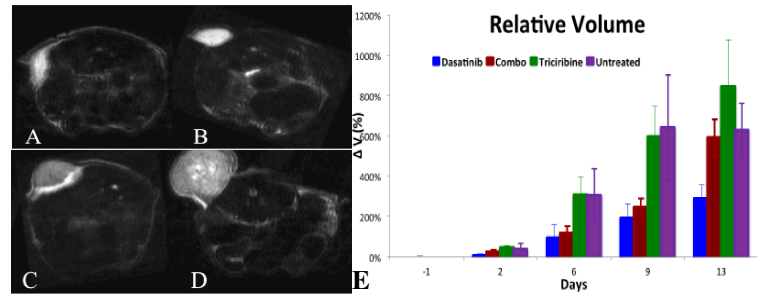 A
B
C
D
E
Relative Volume
Dasatinib Combo Triciribine Untreated
Δ V (%)
1200%
1000%
800%
600%
400%
200%
0%
-1 2 6 9 13
Days